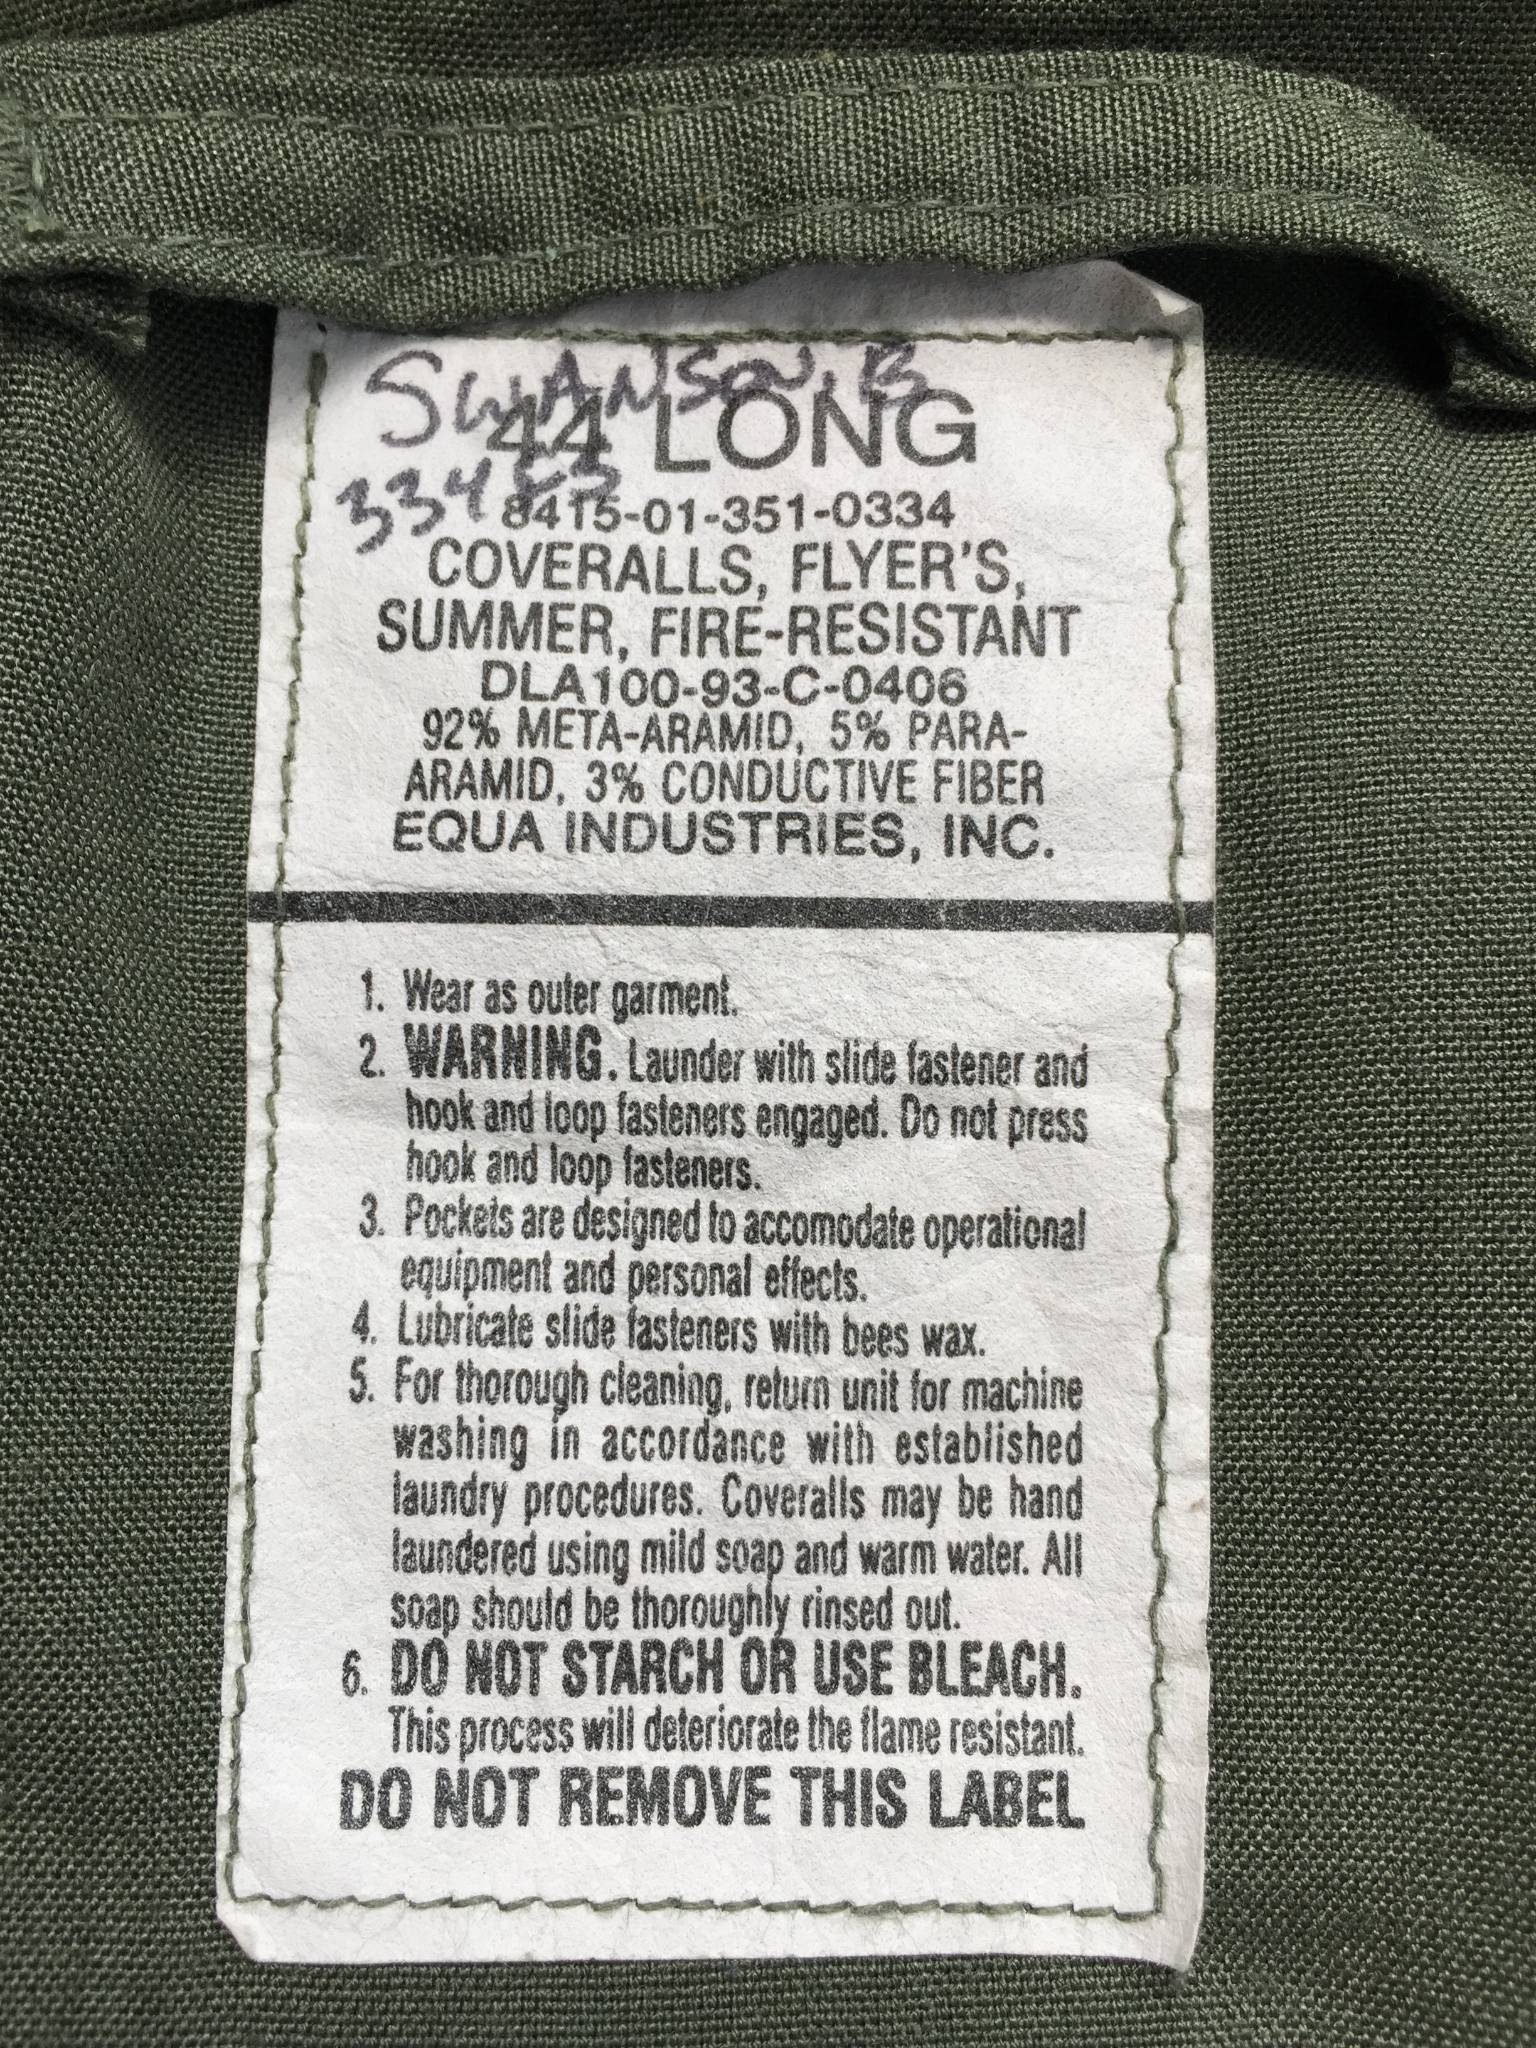 SWANSON, B
44 LONG
334
8415-01-351-0334
COVERALLS, FLYER'S,
SUMMER, FIRE-RESISTANT
DLA100-93-C-0406
92% META-ARAMID, 5% PARA-
ARAMID, 3% CONDUCTIVE FIBER
EQUA INDUSTRIES, INC.
1. Wear as outer garment.
2. WARNING. Launder with slide fastener and
hook and loop fasteners engaged. Do not press
hook and loop fasteners.
3. Pockets are designed to accomodate operational
equipment and personal effects.
4. Lubricate slide fasteners with bees wax.
5. For thorough cleaning, return unit for machine
washing in accordance with established
laundry procedures. Coveralls may be hand
laundered using mild soap and warm water. All
soap should be thoroughly rinsed out.
6. DO NOT STARCH OR USE BLEACH.
This process will deteriorate the flame resistant.
DO NOT REMOVE THIS LABEL